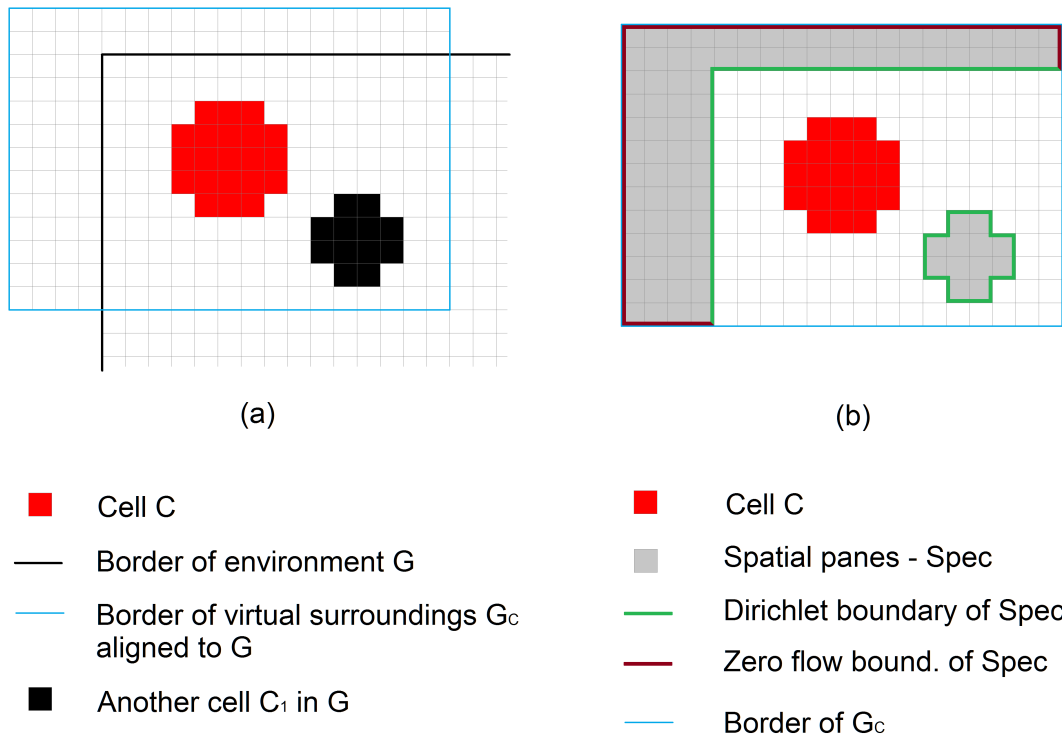 (a)
(b)
Cell C
Border of environment G
Border of virtual surroundings Gc
aligned to G
Another cell C₁ in G
Cell C
Spatial panes - Spec
Dirichlet boundary of Spec
Zero flow bound. of Spec
Border of Gc